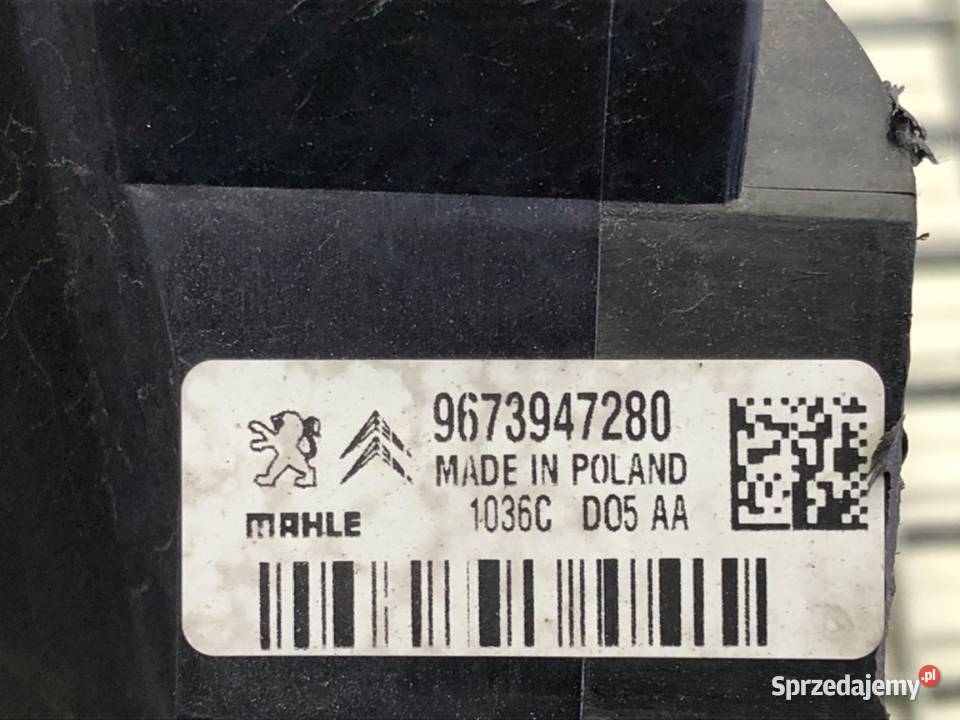 9673947280
MADE IN POLAND
1036C D05 AA
MAHLE
Sprzedajemy.pl